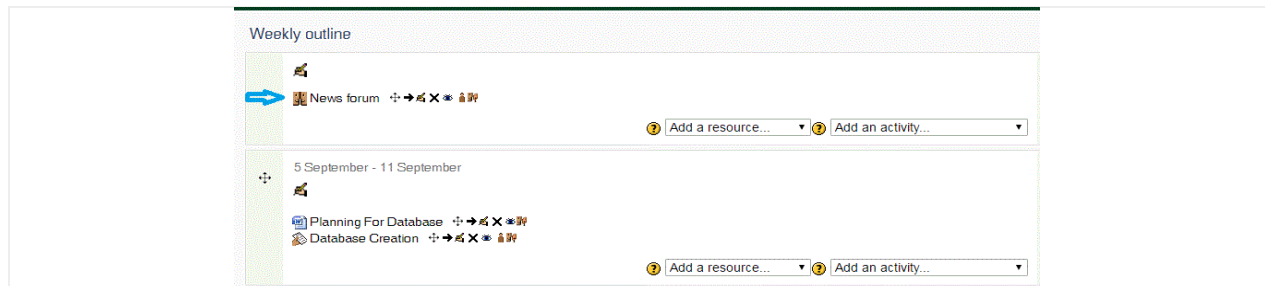 Weekly outline
News forum
? Add a resource... ? Add an activity...
5 September - 11 September
Planning For Database
Database Creation
? Add a resource... ? Add an activity...